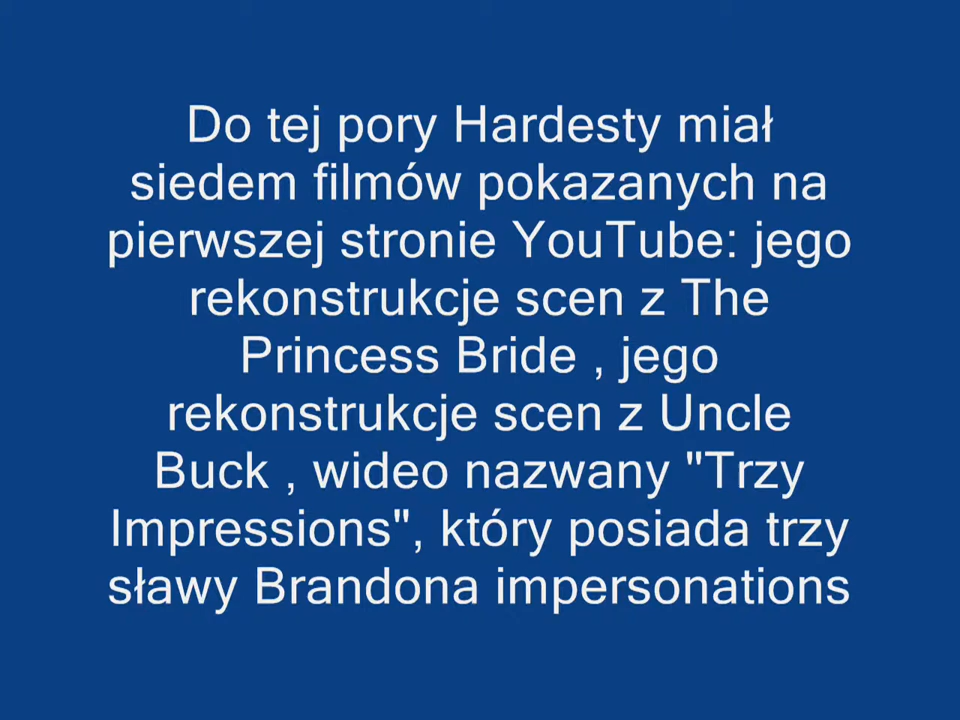 Do tej pory Hardesty miał
siedem filmów pokazanych na
pierwszej stronie YouTube: jego
rekonstrukcje scen z The
Princess Bride , jego
rekonstrukcje scen z Uncle
Buck , wideo nazwany "Trzy
Impressions", który posiada trzy
sławy Brandona impersonations